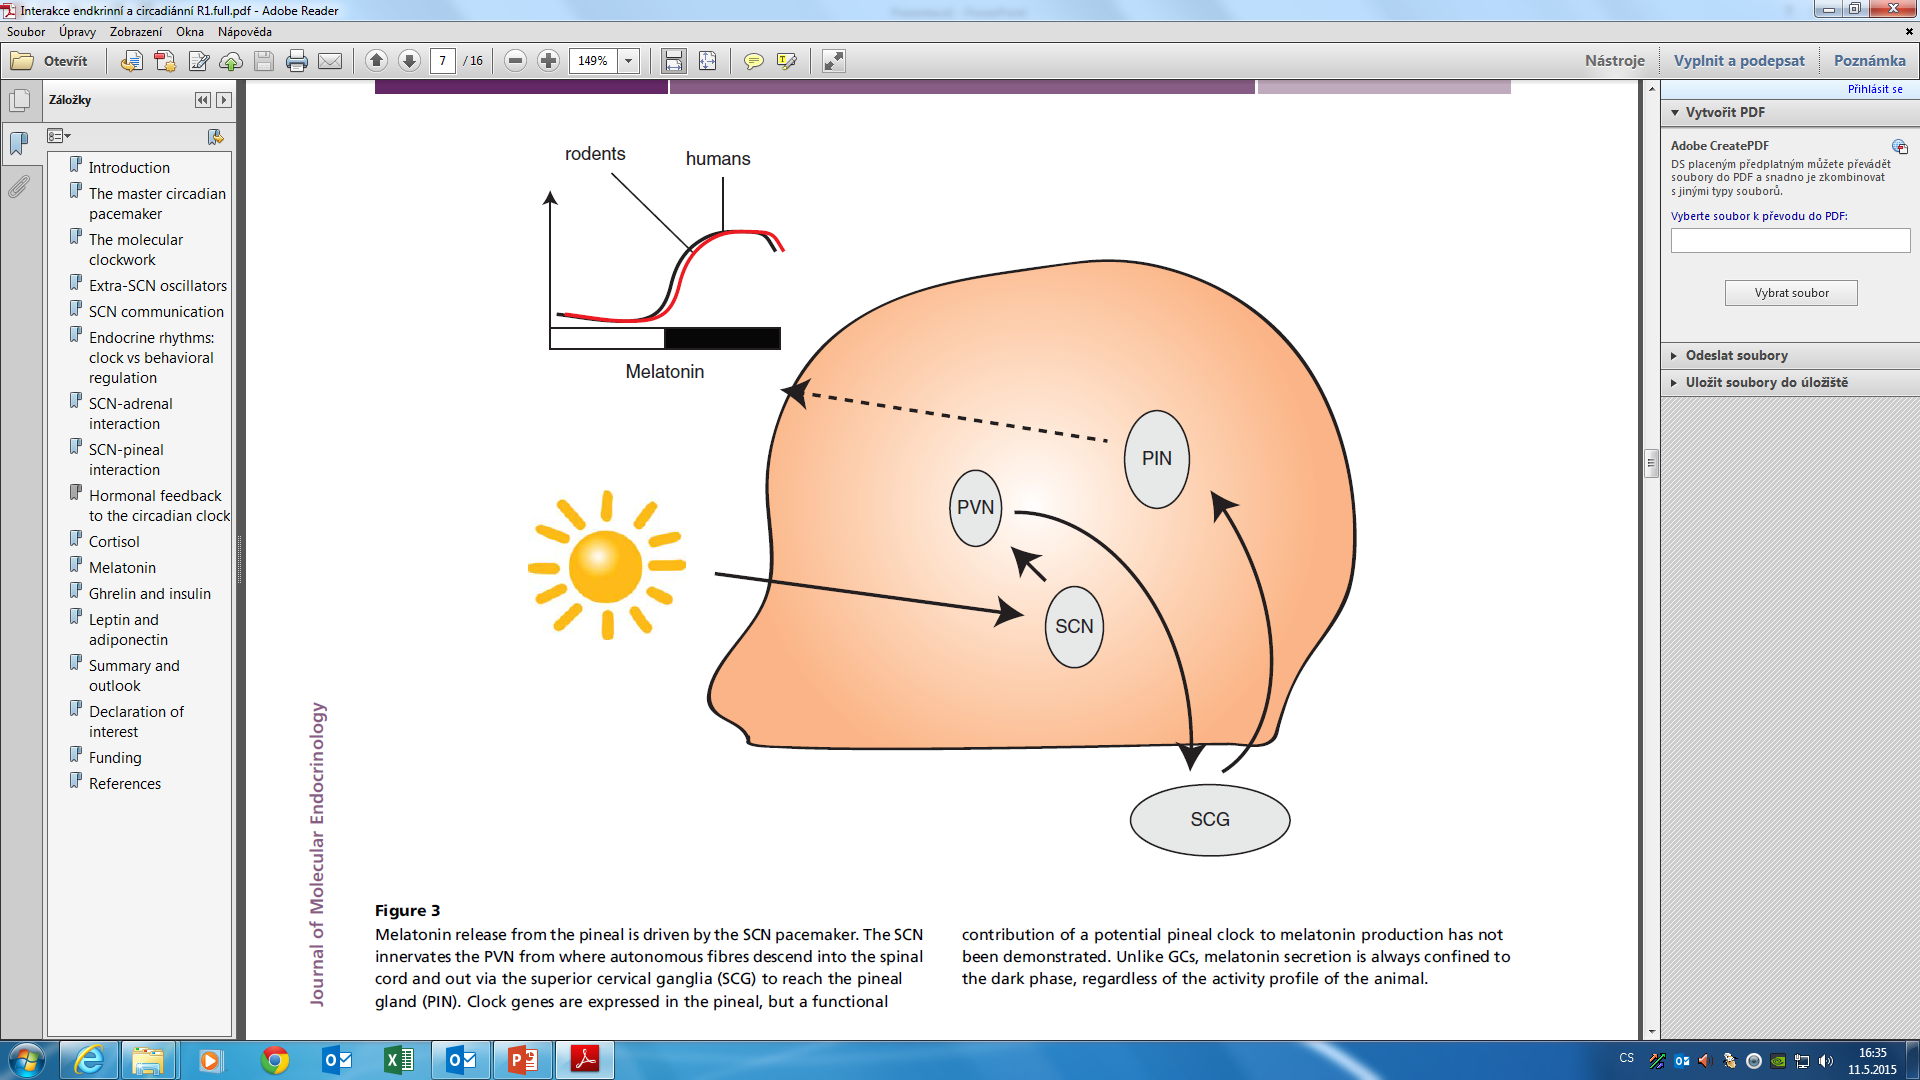 Interakce endkrinní a circadiánní R1.full.pdf - Adobe Reader
Soubor Úpravy Zobrazení Okna Nápověda
Otevřít
7 / 16
149%
Nástroje Vyplnit a podepsat Poznámka
Záložky
Introduction
The master circadian
pacemaker
The molecular
clockwork
Extra-SCN oscillators
SCN communication
Endocrine rhythms:
clock vs behavioral
regulation
SCN-adrenal
interaction
SCN-pineal
interaction
Hormonal feedback
to the circadian clock
Cortisol
Melatonin
Ghrelin and insulin
Leptin and
adiponectin
Summary and
outlook
Declaration of
interest
Funding
References
Journal of Molecular Endocrinology
rodents
humans
Melatonin
PIN
PVN
SCN
SCG
Figure 3
Melatonin release from the pineal is driven by the SCN pacemaker. The SCN
innervates the PVN from where autonomous fibres descend into the spinal
cord and out via the superior cervical ganglia (SCG) to reach the pineal
gland (PIN). Clock genes are expressed in the pineal, but a functional
contribution of a potential pineal clock to melatonin production has not
been demonstrated. Unlike GCs, melatonin secretion is always confined to
the dark phase, regardless of the activity profile of the animal.
Přihlásit se
Vytvořit PDF
Adobe CreatePDF
DS placeným předplatným můžete převádět
soubory do PDF a snadno je zkombinovat
s jinými typy souborů.
Vyberte soubor k převodu do PDF:
Vybrat soubor
Odeslat soubory
Uložit soubory do úložiště
CS
16:35
11.5.2015